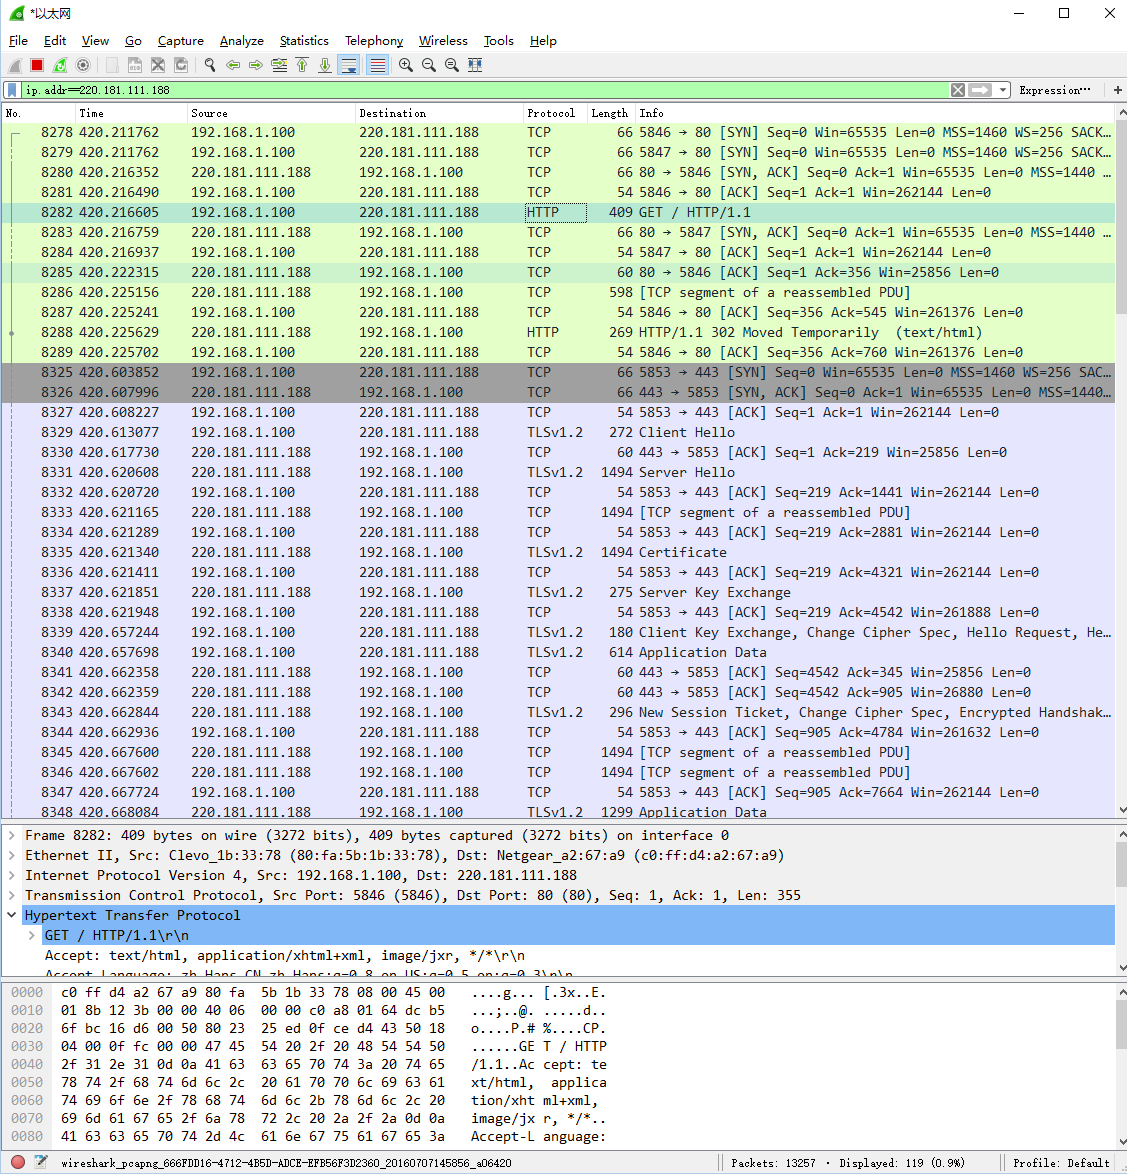 *以太网
File Edit View Go Capture Analyze Statistics Telephony Wireless Tools Help
ip.addr==220.181.111.188 Expression… +
No. Time Source Destination Protocol Length Info
8278 420.211762 192.168.1.100 220.181.111.188 TCP 66 5846 → 80 [SYN] Seq=0 Win=65535 Len=0 MSS=1460 WS=256 SACK…
8279 420.211762 192.168.1.100 220.181.111.188 TCP 66 5847 → 80 [SYN] Seq=0 Win=65535 Len=0 MSS=1460 WS=256 SACK…
8280 420.216352 220.181.111.188 192.168.1.100 TCP 66 80 → 5846 [SYN, ACK] Seq=0 Ack=1 Win=65535 Len=0 MSS=1440 …
8281 420.216490 192.168.1.100 220.181.111.188 TCP 54 5846 → 80 [ACK] Seq=1 Ack=1 Win=262144 Len=0
8282 420.216605 192.168.1.100 220.181.111.188 HTTP 409 GET / HTTP/1.1
8283 420.216759 220.181.111.188 192.168.1.100 TCP 66 80 → 5847 [SYN, ACK] Seq=0 Ack=1 Win=65535 Len=0 MSS=1440 …
8284 420.216937 192.168.1.100 220.181.111.188 TCP 54 5847 → 80 [ACK] Seq=1 Ack=1 Win=262144 Len=0
8285 420.222315 220.181.111.188 192.168.1.100 TCP 60 80 → 5846 [ACK] Seq=1 Ack=356 Win=25856 Len=0
8286 420.225156 220.181.111.188 192.168.1.100 TCP 598 [TCP segment of a reassembled PDU]
8287 420.225241 192.168.1.100 220.181.111.188 TCP 54 5846 → 80 [ACK] Seq=356 Ack=545 Win=261376 Len=0
8288 420.225629 220.181.111.188 192.168.1.100 HTTP 269 HTTP/1.1 302 Moved Temporarily (text/html)
8289 420.225702 192.168.1.100 220.181.111.188 TCP 54 5846 → 80 [ACK] Seq=356 Ack=760 Win=261376 Len=0
8325 420.603852 192.168.1.100 220.181.111.188 TCP 66 5853 → 443 [SYN] Seq=0 Win=65535 Len=0 MSS=1460 WS=256 SAC…
8326 420.607996 220.181.111.188 192.168.1.100 TCP 66 443 → 5853 [SYN, ACK] Seq=0 Ack=1 Win=65535 Len=0 MSS=1440…
8327 420.608227 192.168.1.100 220.181.111.188 TCP 54 5853 → 443 [ACK] Seq=1 Ack=1 Win=262144 Len=0
8329 420.613077 192.168.1.100 220.181.111.188 TLSv1.2 272 Client Hello
8330 420.617730 220.181.111.188 192.168.1.100 TCP 60 443 → 5853 [ACK] Seq=1 Ack=219 Win=25856 Len=0
8331 420.620608 220.181.111.188 192.168.1.100 TLSv1.2 1494 Server Hello
8332 420.620720 192.168.1.100 220.181.111.188 TCP 54 5853 → 443 [ACK] Seq=219 Ack=1441 Win=262144 Len=0
8333 420.621165 220.181.111.188 192.168.1.100 TCP 1494 [TCP segment of a reassembled PDU]
8334 420.621289 192.168.1.100 220.181.111.188 TCP 54 5853 → 443 [ACK] Seq=219 Ack=2881 Win=262144 Len=0
8335 420.621340 220.181.111.188 192.168.1.100 TLSv1.2 1494 Certificate
8336 420.621411 192.168.1.100 220.181.111.188 TCP 54 5853 → 443 [ACK] Seq=219 Ack=4321 Win=262144 Len=0
8337 420.621851 220.181.111.188 192.168.1.100 TLSv1.2 275 Server Key Exchange
8338 420.621948 192.168.1.100 220.181.111.188 TCP 54 5853 → 443 [ACK] Seq=219 Ack=4542 Win=261888 Len=0
8339 420.657244 192.168.1.100 220.181.111.188 TLSv1.2 180 Client Key Exchange, Change Cipher Spec, Hello Request, He…
8340 420.657698 192.168.1.100 220.181.111.188 TLSv1.2 614 Application Data
8341 420.662358 220.181.111.188 192.168.1.100 TCP 60 443 → 5853 [ACK] Seq=4542 Ack=345 Win=25856 Len=0
8342 420.662359 220.181.111.188 192.168.1.100 TCP 60 443 → 5853 [ACK] Seq=4542 Ack=905 Win=26880 Len=0
8343 420.662844 220.181.111.188 192.168.1.100 TLSv1.2 296 New Session Ticket, Change Cipher Spec, Encrypted Handshak…
8344 420.662936 192.168.1.100 220.181.111.188 TCP 54 5853 → 443 [ACK] Seq=905 Ack=4784 Win=261632 Len=0
8345 420.667600 220.181.111.188 192.168.1.100 TCP 1494 [TCP segment of a reassembled PDU]
8346 420.667602 220.181.111.188 192.168.1.100 TCP 1494 [TCP segment of a reassembled PDU]
8347 420.667724 192.168.1.100 220.181.111.188 TCP 54 5853 → 443 [ACK] Seq=905 Ack=7664 Win=262144 Len=0
8348 420.668084 220.181.111.188 192.168.1.100 TLSv1.2 1299 Application Data
Frame 8282: 409 bytes on wire (3272 bits), 409 bytes captured (3272 bits) on interface 0
Ethernet II, Src: Clevo_1b:33:78 (80:fa:5b:1b:33:78), Dst: Netgear_a2:67:a9 (c0:ff:d4:a2:67:a9)
Internet Protocol Version 4, Src: 192.168.1.100, Dst: 220.181.111.188
Transmission Control Protocol, Src Port: 5846 (5846), Dst Port: 80 (80), Seq: 1, Ack: 1, Len: 355
Hypertext Transfer Protocol
GET / HTTP/1.1\r\n
Accept: text/html, application/xhtml+xml, image/jxr, */*\r\n
Accept-Language: zh-Hans-CN,zh-Hans;q=0.8,en-US;q=0.5,en;q=0.3\r\n
0000 c0 ff d4 a2 67 a9 80 fa 5b 1b 33 78 08 00 45 00 ....g... [.3x..E.
0010 01 8b 12 3b 00 00 40 06 00 00 c0 a8 01 64 dc b5 ...;..@. .....d..
0020 6f bc 16 d6 00 50 80 23 25 ed 0f ce d4 43 50 18 o....P.# %....CP.
0030 04 00 0f fc 00 00 47 45 54 20 2f 20 48 54 54 50 ......GE T / HTTP
0040 2f 31 2e 31 0d 0a 41 63 63 65 70 74 3a 20 74 65 /1.1..Ac cept: te
0050 78 74 2f 68 74 6d 6c 2c 20 61 70 70 6c 69 63 61 xt/html, applica
0060 74 69 6f 6e 2f 78 68 74 6d 6c 2b 78 6d 6c 2c 20 tion/xht ml+xml,
0070 69 6d 61 67 65 2f 6a 78 72 2c 20 2a 2f 2a 0d 0a image/jx r, */*..
0080 41 63 63 65 70 74 2d 4c 61 6e 67 75 61 67 65 3a Accept-L anguage:
wireshark_pcapng_666FDD16-4712-4B5D-ADCE-EFB56F3D2360_20160707145856_a06420 Packets: 13257 · Displayed: 119 (0.9%) Profile: Default